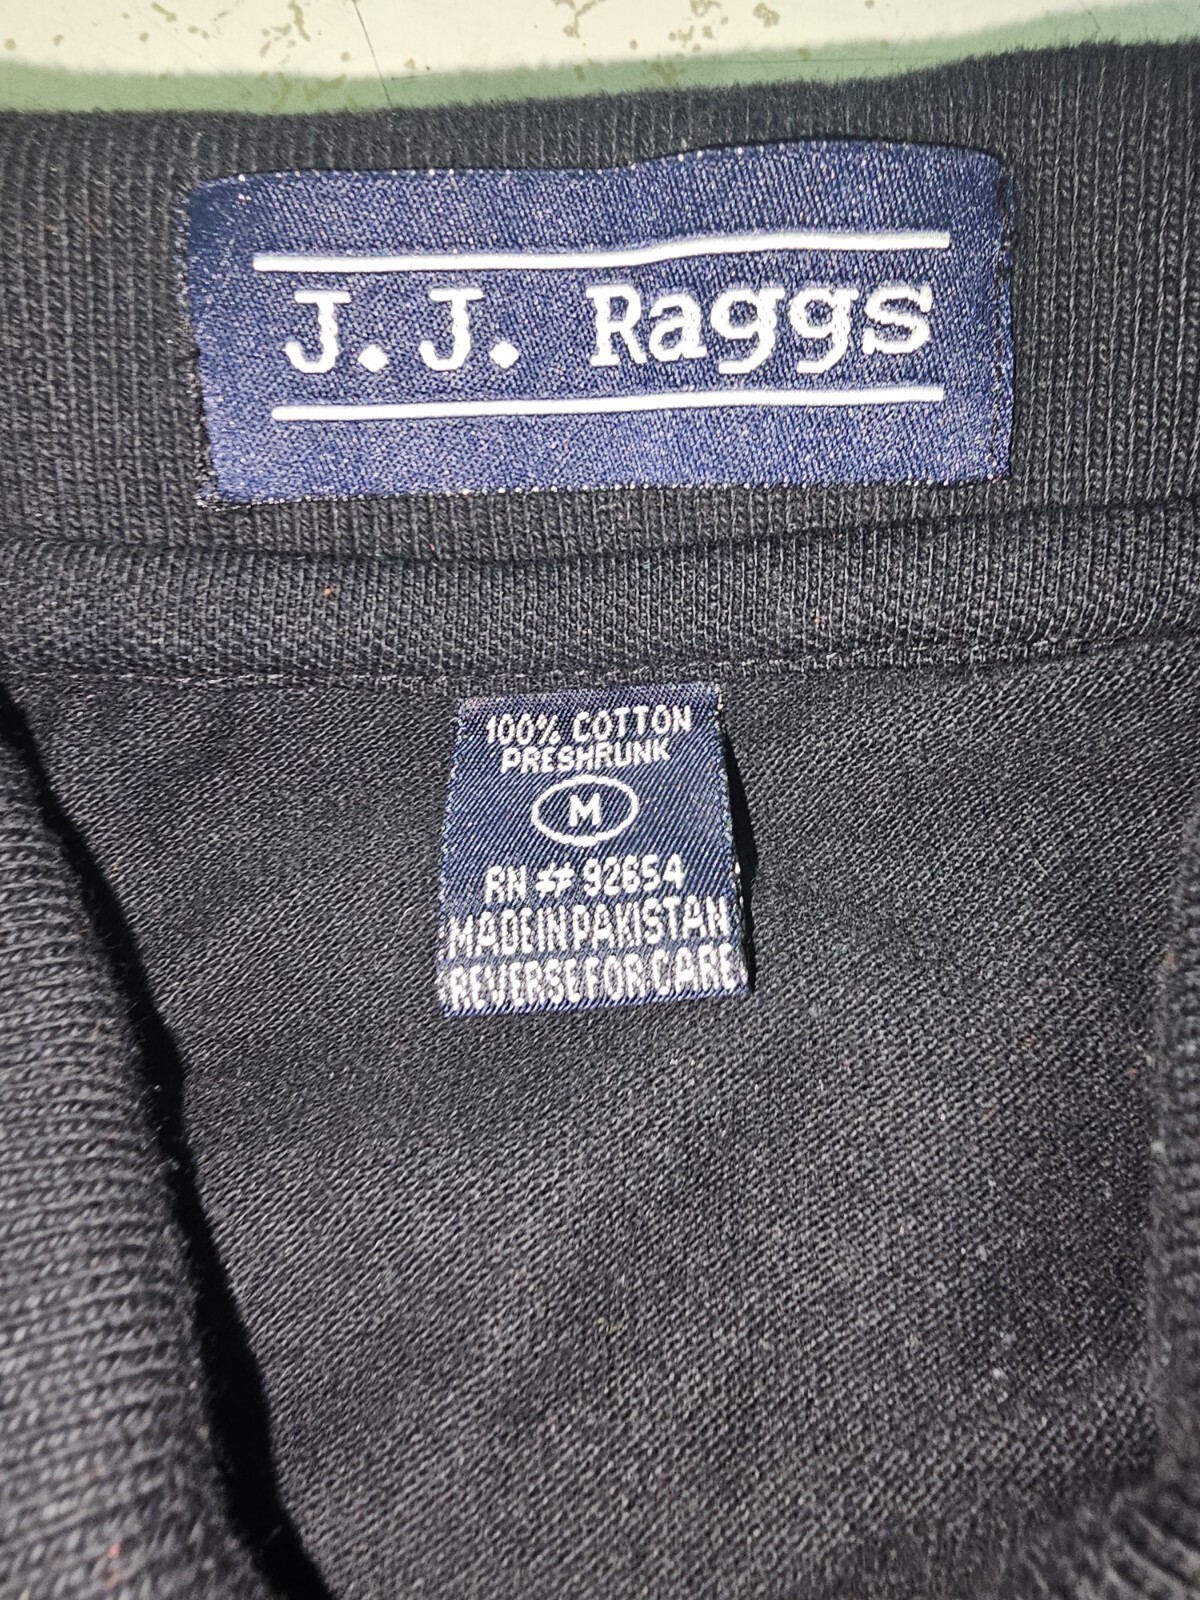 J.J. Raggs
100% COTTON
PRESHRUNK
M
RN # 92654
MADE IN PAKISTAN
REVERSE FOR CARE